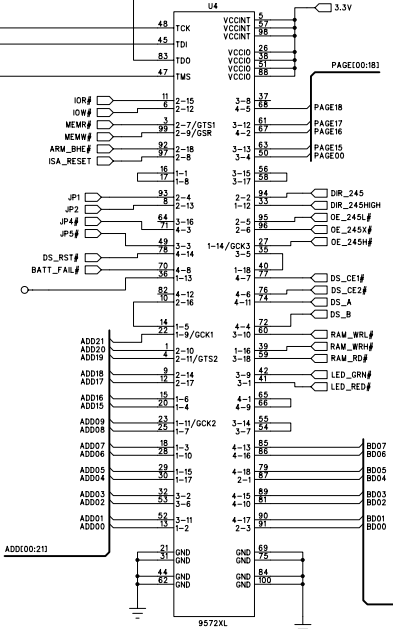 U4
3.3V
48 TCK VCCINT 5
VCCINT 57
45 TDI VCCINT 98
83 TDO VCCIO 26
VCCIO 38
VCCIO 51
47 TMS VCCIO 88
PAGE[00:18]
IOR# 11 2-15 3-8 37
IOW# 6 2-12 4-5 68 PAGE18
MEMR# 3 2-7/GTS1 3-12 61 PAGE17
MEMW# 99 2-9/GSR 4-2 67 PAGE16
ARM_BHE# 92 2-18 3-13 63 PAGE15
ISA_RESET 97 2-8 3-4 50 PAGE00
16 1-1 3-15 56
17 1-8 3-17 58
JP1 93 2-4 2-2 94 DIR_245
JP2 8 2-13 1-12 33 DIR_245HIGH
JP4# 64 3-16 2-5 95 OE_245L#
71 4-3 2-6 96 OE_245X#
JP5# 49 3-3 1-14/GCK3 27 OE_245H#
DS_RST# 78 4-14 3-5 35
BATT_FAIL# 70 4-8 1-18 40
36 1-13 4-7 77 DS_CE1#
82 4-12 4-6 76 DS_CE2#
10 2-16 4-11 74 DS_A
14 1-5 4-4 72 DS_B
ADD21 22 1-9/GCK1 3-10 60 RAM_WRL#
ADD20 1 2-10 1-16 39 RAM_WRH#
ADD19 4 2-11/GTS2 3-18 59 RAM_RD#
ADD18 9 2-14 3-9 42 LED_GRN#
ADD17 12 2-17 3-1 41 LED_RED#
ADD16 15 1-6 4-1 65
ADD15 20 1-4 4-9 66
ADD09 23 1-11/GCK2 3-14 55
ADD08 25 1-7 3-7 54
ADD07 18 1-3 4-13 85 BD07
ADD06 28 1-10 4-16 86 BD06
ADD05 29 1-15 4-18 79 BD05
ADD04 30 1-17 2-1 87 BD04
ADD03 32 3-2 4-15 89 BD03
ADD02 53 3-6 4-10 81 BD02
ADD01 52 3-11 4-17 90 BD01
ADD00 13 1-2 2-3 91 BD00
ADD[00:21]
21 GND GND 69
31 GND GND 75
44 GND GND 84
62 GND GND 100
9572XL